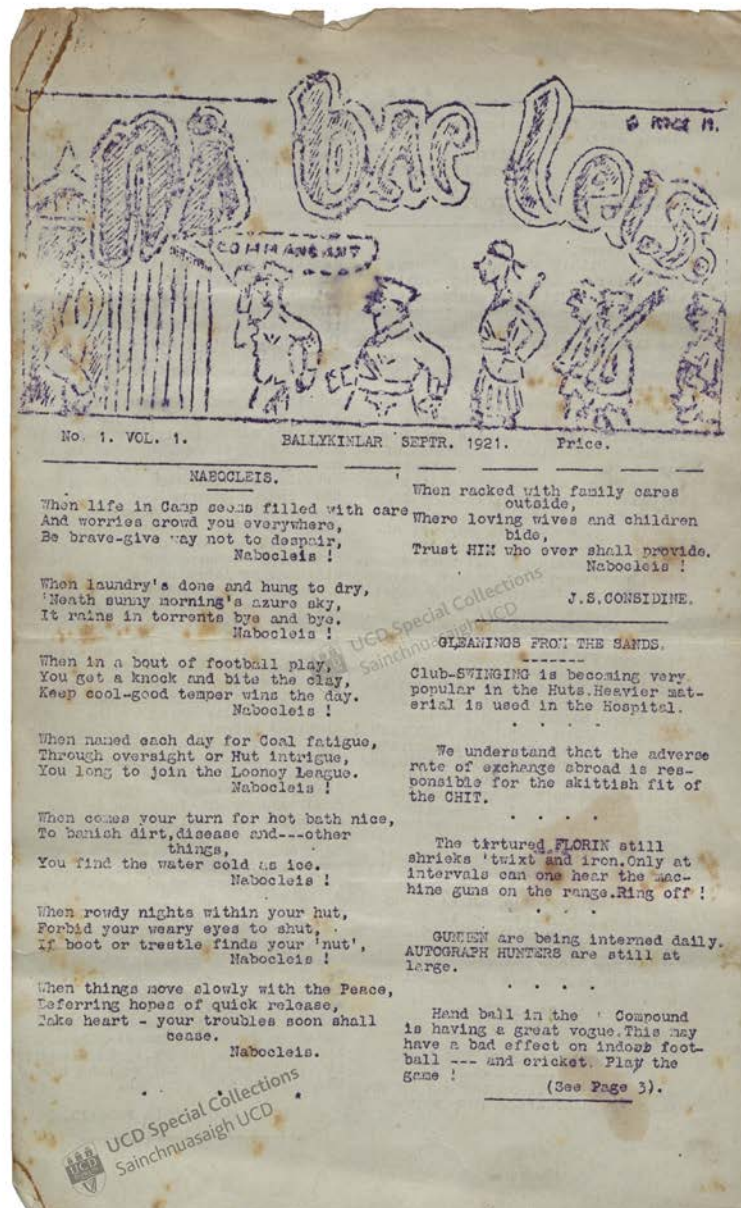 ná bac leis.
COMMANDANT
No. 1. VOL. 1. BALLYKINLAR SEPTR. 1921. Price.
NABOCLEIS.
When life in Camp seems filled with care
And worries crowd you everywhere,
Be brave-give way not to despair,
Nabocleis !
When laundry's done and hung to dry,
'Neath sunny morning's azure sky,
It rains in torrents bye and bye.
Nabocleis !
When in a bout of football play,
You get a knock and bite the clay,
Keep cool-good temper wins the day.
Nabocleis !
When named each day for Coal fatigue,
Through oversight or Hut intrigue,
You long to join the Looney League.
Nabocleis !
When comes your turn for hot bath nice,
To banish dirt,disease and---other
things,
You find the water cold as ice.
Nabocleis !
When rowdy nights within your hut,
Forbid your weary eyes to shut,
If boot or trestle finds your 'nut',
Nabocleis !
When things move slowly with the Peace,
Deferring hopes of quick release,
Take heart - your troubles soon shall
cease.
Nabocleis.
. . .
When racked with family cares
outside,
Where loving wives and children
bide,
Trust HIM who ever shall provide.
Nabocleis !
J.S.CONSIDINE.
GLEANINGS FROM THE SANDS.
-------
Club-SWINGING is becoming very
popular in the Huts.Heavier mat-
erial is used in the Hospital.
. . . .
We understand that the adverse
rate of exchange abroad is res-
ponsible for the skittish fit of
the CHIT.
. . . .
The tirtured FLORIN still
shrieks 'twixt and iron.Only at
intervals can one hear the mac-
hine guns on the range.Ring off !
. . . .
GUNMEN are being interned daily.
AUTOGRAPH HUNTERS are still at
large.
. . . .
Hand ball in the ' Compound
is having a great vogue.This may
have a bad effect on indoor foot-
ball --- and cricket. Play the
game !
(See Page 3).
UCD Special Collections
Sainchnuasaigh UCD
UCD Special Collections
Sainchnuasaigh UCD
UCD